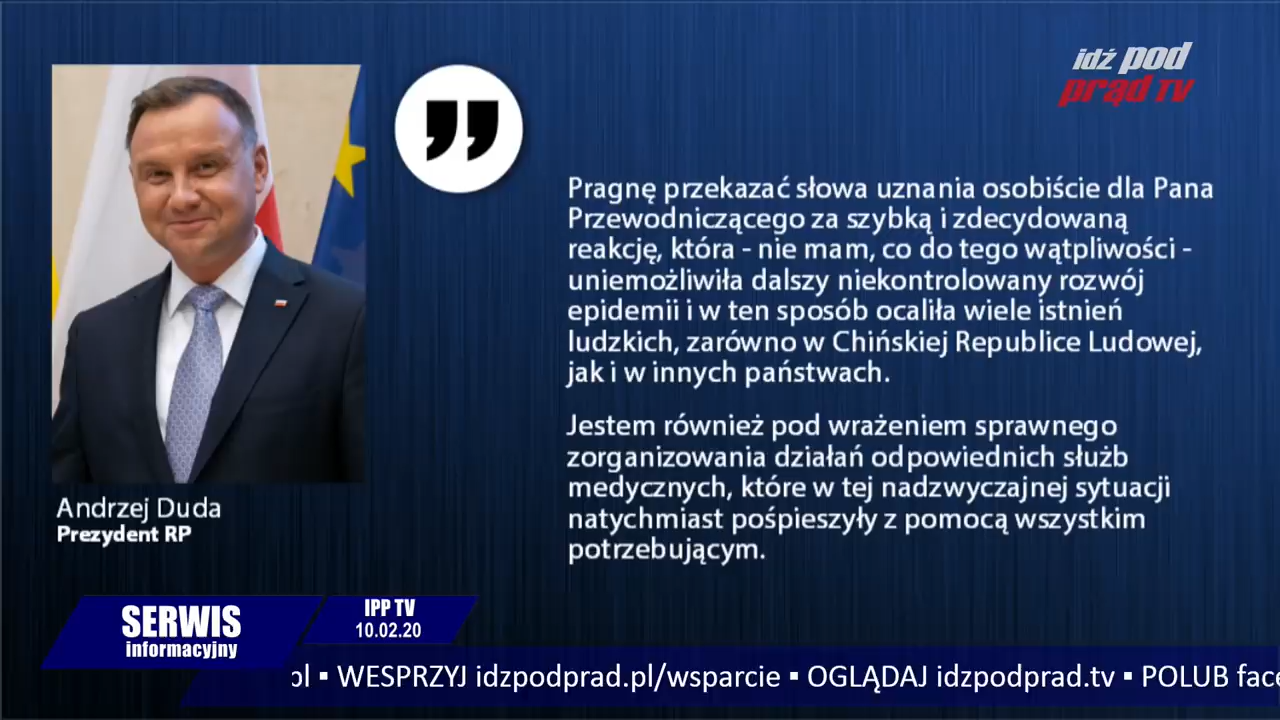 idź pod
prąd TV
Pragnę przekazać słowa uznania osobiście dla Pana
Przewodniczącego za szybką i zdecydowaną
reakcję, która - nie mam, co do tego wątpliwości -
uniemożliwiła dalszy niekontrolowany rozwój
epidemii i w ten sposób ocaliła wiele istnień
ludzkich, zarówno w Chińskiej Republice Ludowej,
jak i w innych państwach.
Jestem również pod wrażeniem sprawnego
zorganizowania działań odpowiednich służb
medycznych, które w tej nadzwyczajnej sytuacji
natychmiast pośpieszyły z pomocą wszystkim
potrzebującym.
Andrzej Duda
Prezydent RP
SERWIS
informacyjny
IPP TV
10.02.20
pl ▪ WESPRZYJ idzpodprad.pl/wsparcie ▪ OGLĄDAJ idzpodprad.tv ▪ POLUB face